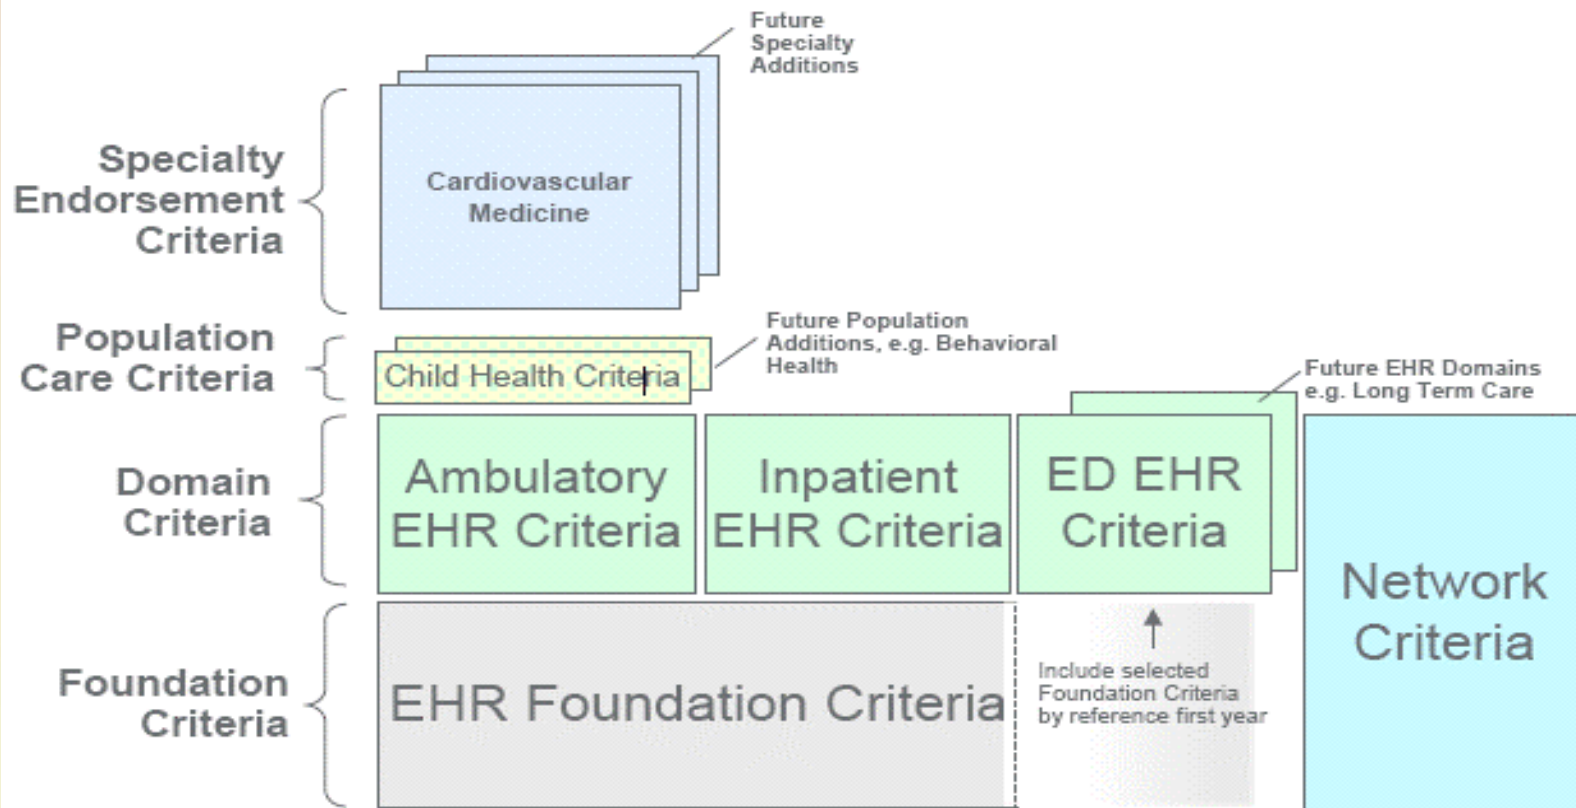 Future
Specialty
Additions
Specialty
Endorsement
Criteria
Cardiovascular
Medicine
Population
Care Criteria
Child Health Criteria
Future Population
Additions, e.g. Behavioral
Health
Future EHR Domains
e.g. Long Term Care
Domain
Criteria
Ambulatory
EHR Criteria
Inpatient
EHR Criteria
ED EHR
Criteria
Network
Criteria
Foundation
Criteria
EHR Foundation Criteria
Include selected
Foundation Criteria
by reference first year